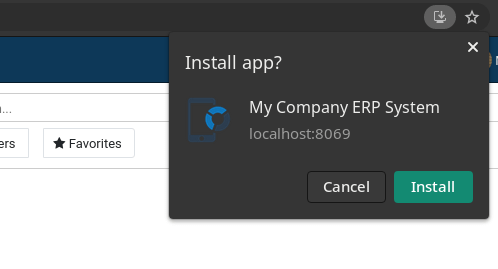 Install app?
My Company ERP System
localhost:8069
...
ers
Favorites
Cancel
Install